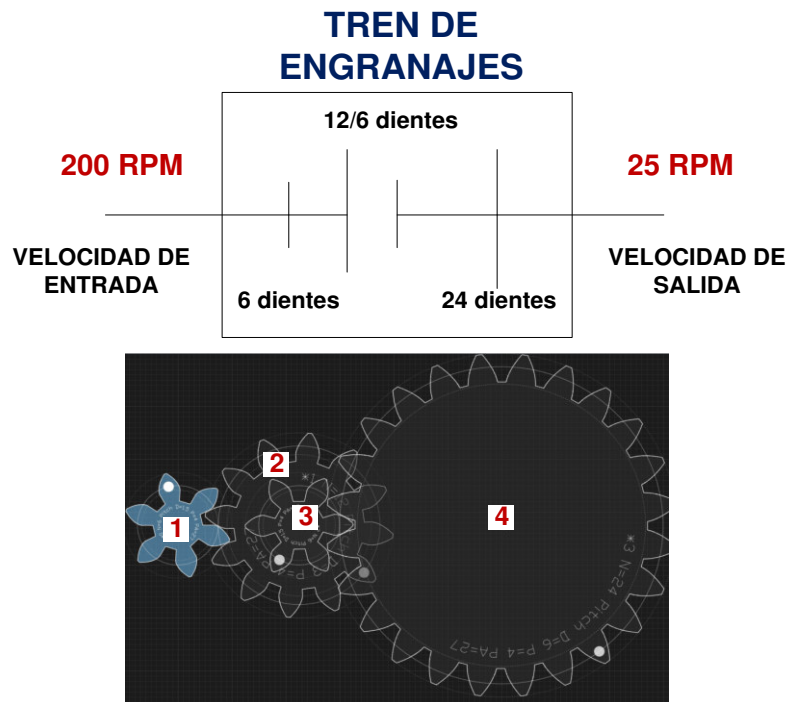 TREN DE
ENGRANAJES
12/6 dientes
200 RPM
25 RPM
VELOCIDAD DE
ENTRADA
VELOCIDAD DE
SALIDA
6 dientes
24 dientes
1
2
3
4
*3 N=24 Pitch D=6 P=4 PA=27